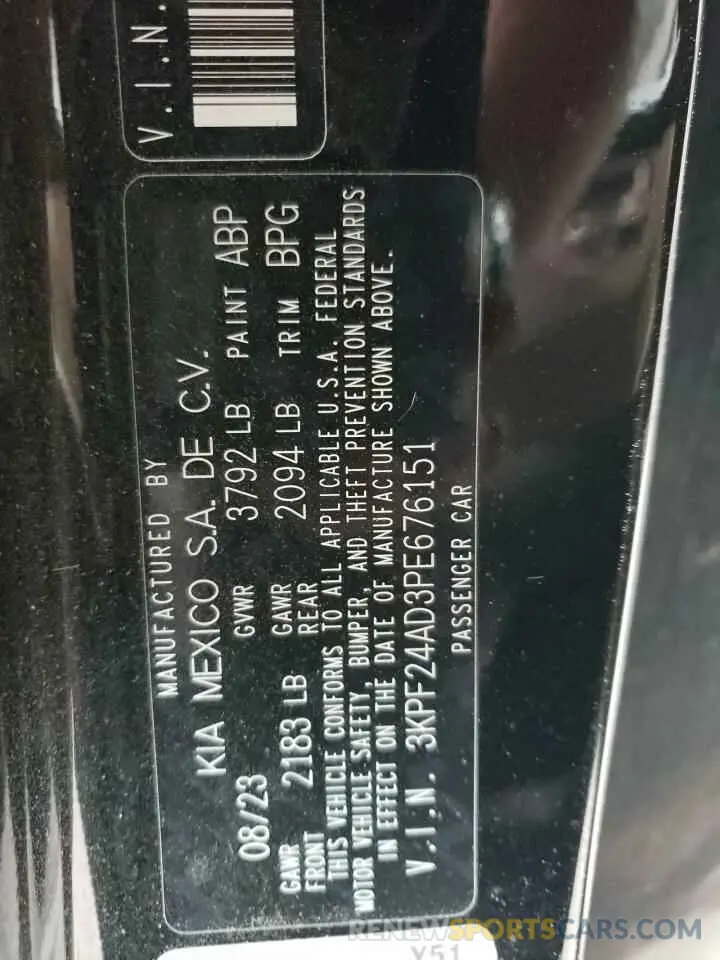 V.I.N.
MANUFACTURED BY
KIA MEXICO S.A. DE C.V.
08/23 GVWR 3792 LB PAINT ABP
GAWR FRONT 2183 LB GAWR REAR 2094 LB TRIM BPG
THIS VEHICLE CONFORMS TO ALL APPLICABLE U.S.A. FEDERAL
MOTOR VEHICLE SAFETY, BUMPER, AND THEFT PREVENTION STANDARDS
IN EFFECT ON THE DATE OF MANUFACTURE SHOWN ABOVE.
V.I.N. 3KPF24AD3PE676151
PASSENGER CAR
Y51
RENEWSPORTSCARS.COM